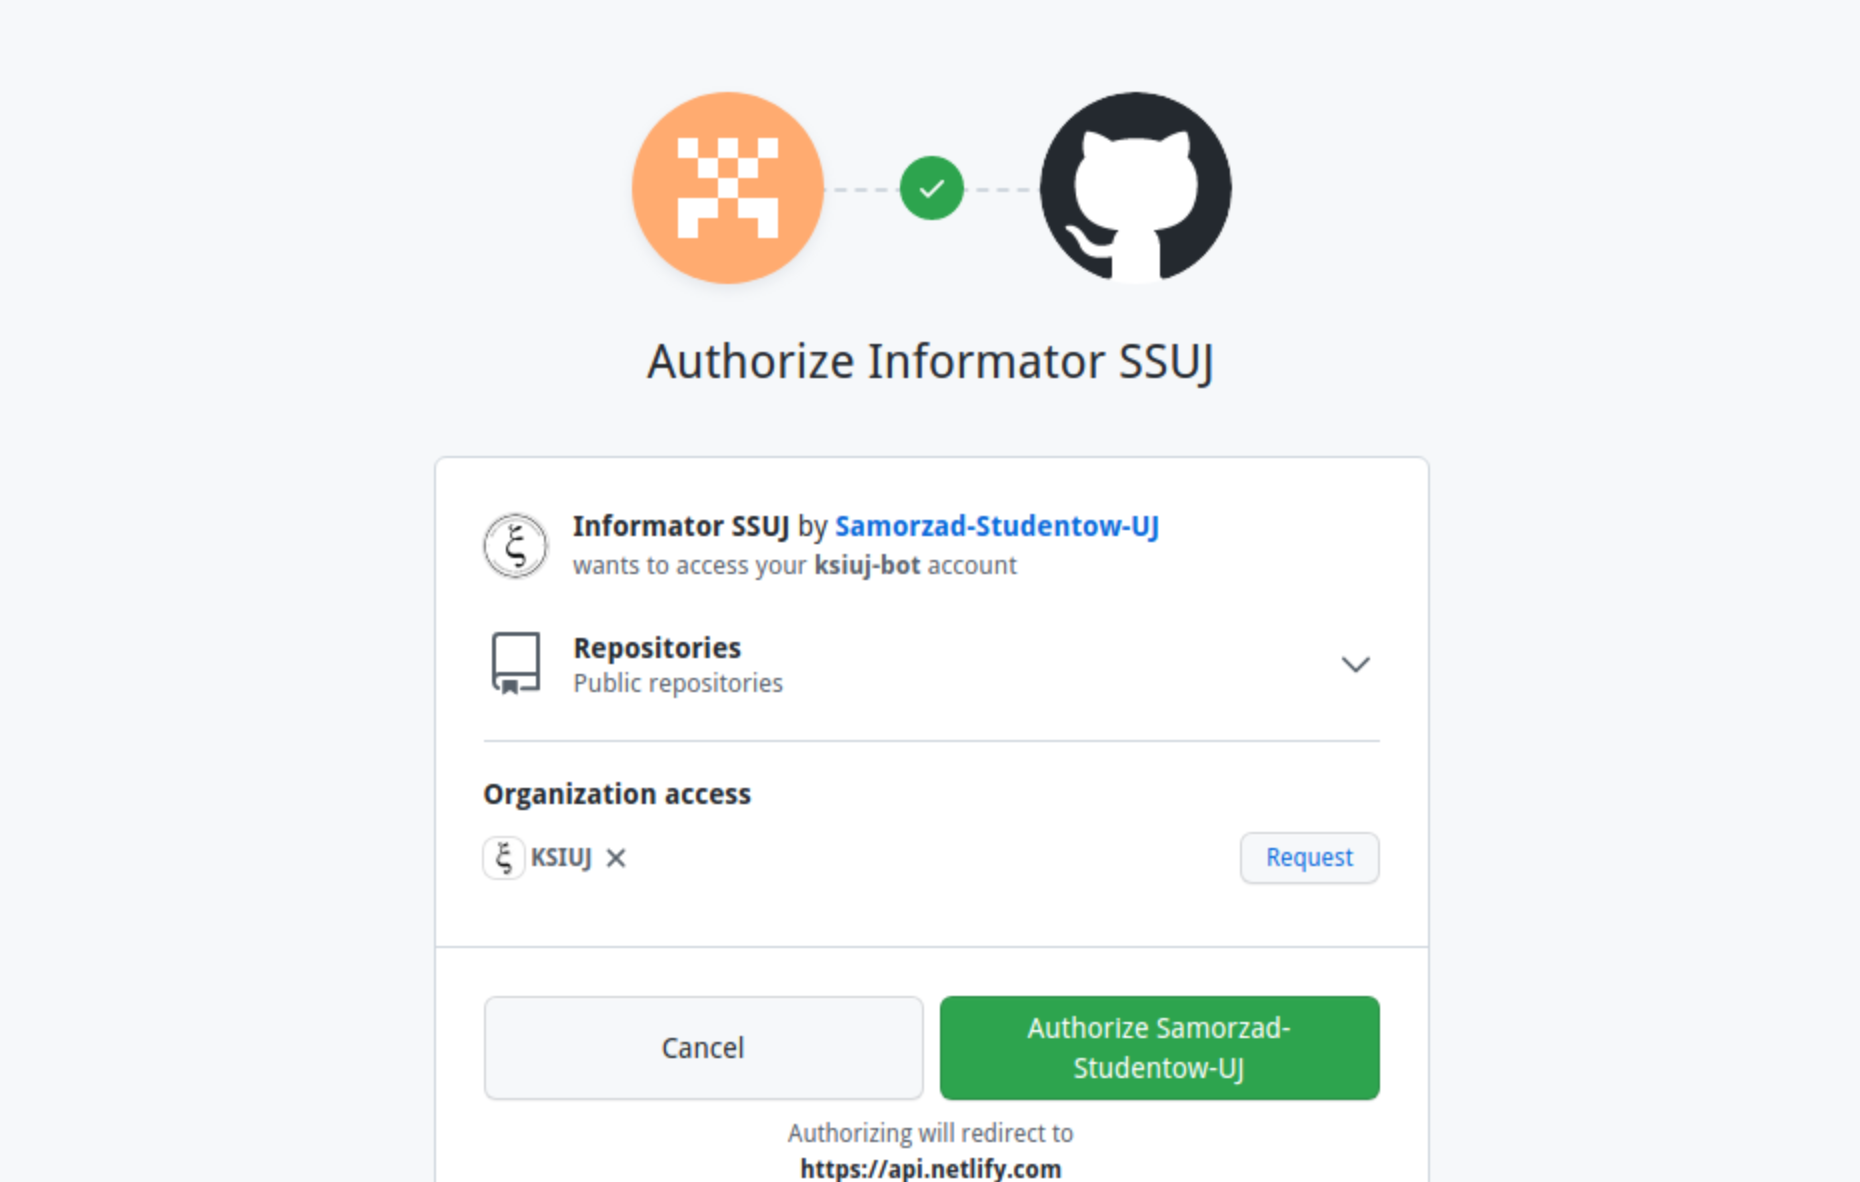 Authorize Informator SSUJ
Informator SSUJ by Samorzad-Studentow-UJ
wants to access your ksiuj-bot account
Repositories
Public repositories
Organization access
ξ KSIUJ
Request
Cancel
Authorize Samorzad-
Studentow-UJ
Authorizing will redirect to
https://api.netlify.com